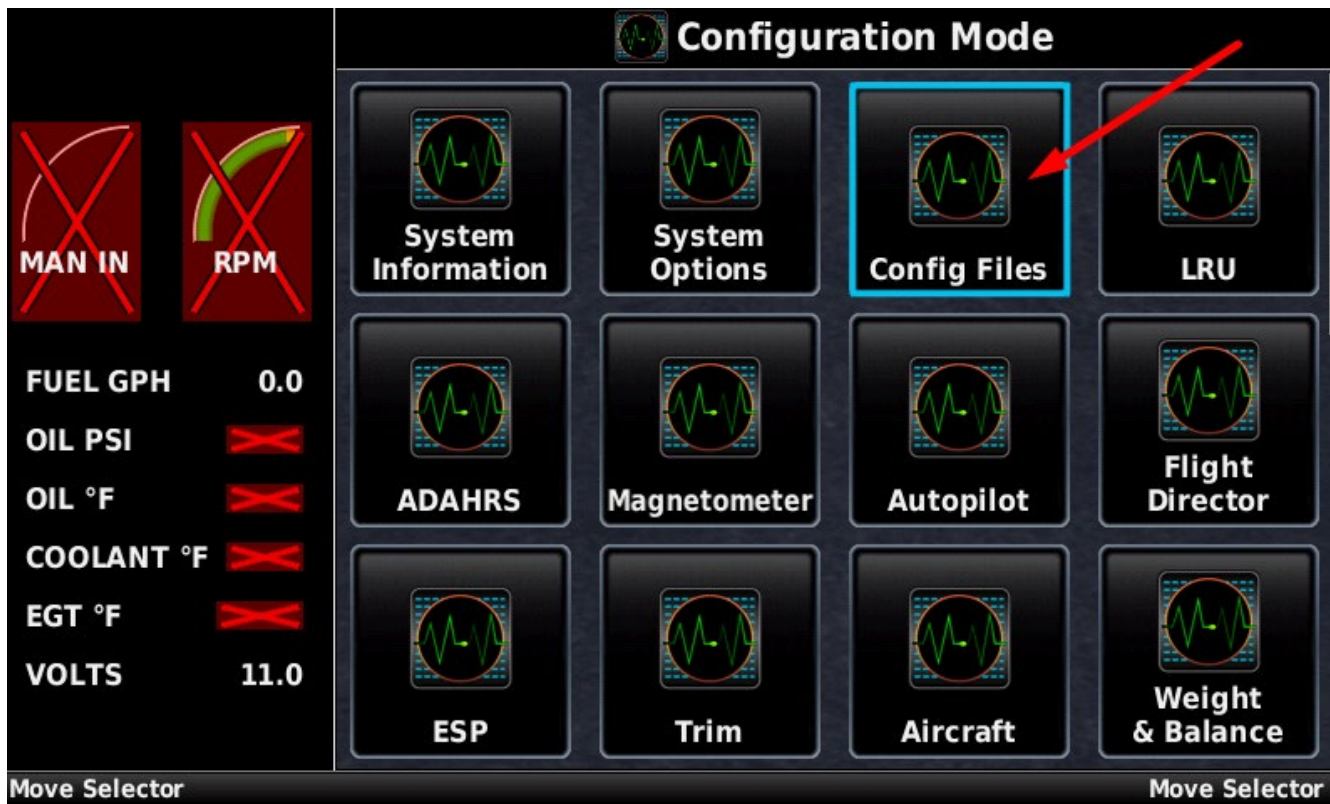 Configuration Mode
MAN IN
RPM
FUEL GPH 0.0
OIL PSI
OIL °F
COOLANT °F
EGT °F
VOLTS 11.0
System
Information
System
Options
Config Files
LRU
ADAHRS
Magnetometer
Autopilot
Flight
Director
ESP
Trim
Aircraft
Weight
& Balance
Move Selector
Move Selector